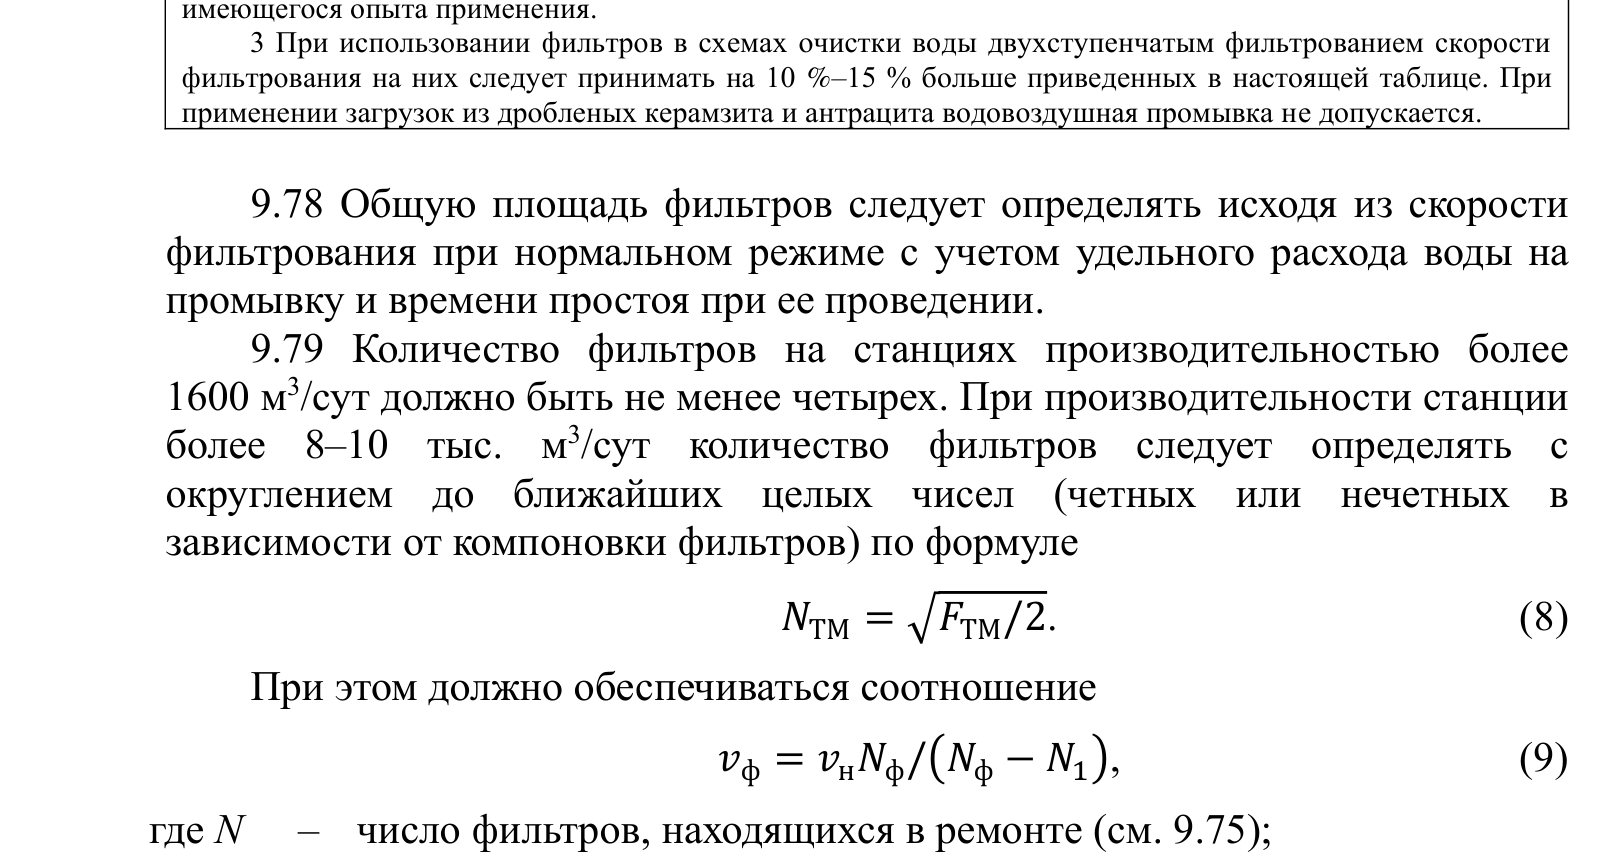 имеющегося опыта применения.
3 При использовании фильтров в схемах очистки воды двухступенчатым фильтрованием скорости
фильтрования на них следует принимать на 10 %–15 % больше приведенных в настоящей таблице. При
применении загрузок из дробленых керамзита и антрацита водовоздушная промывка не допускается.
9.78 Общую площадь фильтров следует определять исходя из скорости
фильтрования при нормальном режиме с учетом удельного расхода воды на
промывку и времени простоя при ее проведении.
9.79 Количество фильтров на станциях производительностью более
1600 м³/сут должно быть не менее четырех. При производительности станции
более 8–10 тыс. м³/сут количество фильтров следует определять с
округлением до ближайших целых чисел (четных или нечетных в
зависимости от компоновки фильтров) по формуле
N_ТМ = √(F_ТМ/2). (8)
При этом должно обеспечиваться соотношение
v_ф = v_н N_ф/(N_ф − N_1), (9)
где N – число фильтров, находящихся в ремонте (см. 9.75);